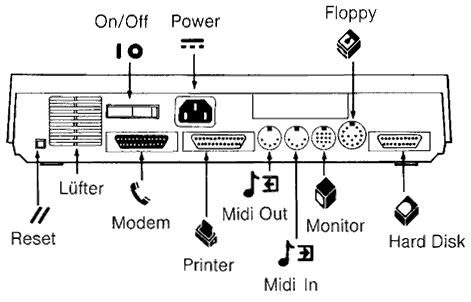 On/Off
Power
Floppy
Lüfter
Modem
Midi Out
Monitor
Hard Disk
Reset
Printer
Midi In